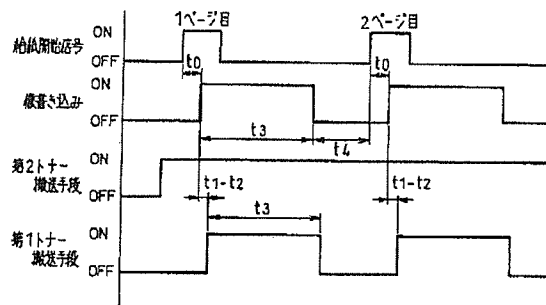 1ページ目
2ページ目
給紙開始信号
ON
OFF
t0
t0
像書き込み
ON
OFF
t3
t4
第2トナー
搬送手段
ON
OFF
t1-t2
t1-t2
第1トナー
搬送手段
ON
OFF
t3